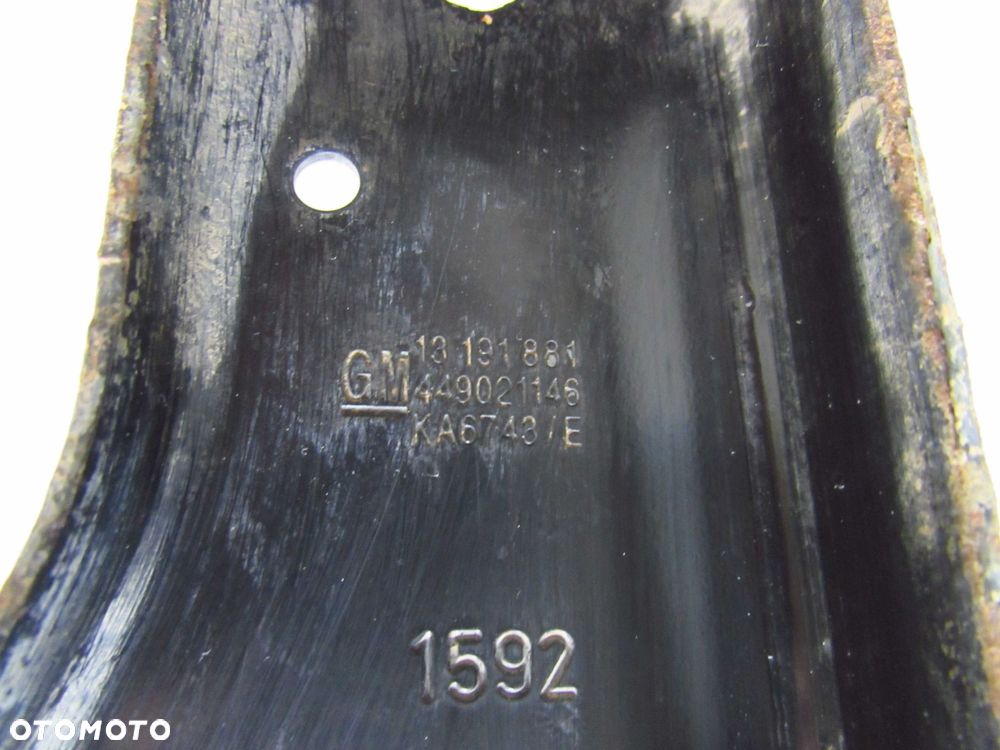 GM 13 191 881
449021146
KA6743/E
1592
OTOMOTO